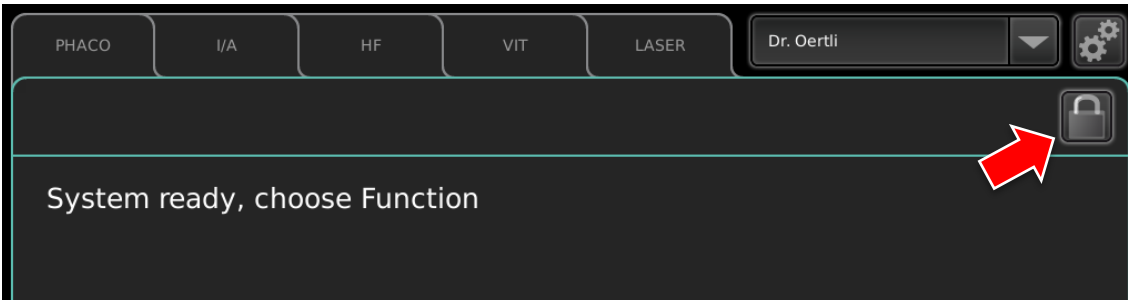 PHACO I/A HF VIT LASER Dr. Oertli
System ready, choose Function